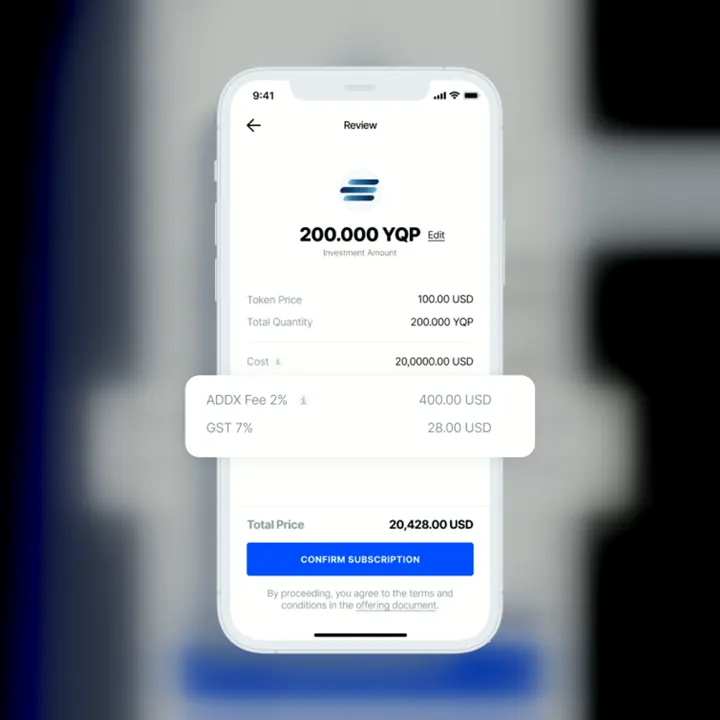 9:41
Review
200.000 YQP Edit
Investment Amount
Token Price 100.00 USD
Total Quantity 200.000 YQP
Cost i 20,0000.00 USD
ADDX Fee 2% i 400.00 USD
GST 7% 28.00 USD
Total Price 20,428.00 USD
CONFIRM SUBSCRIPTION
By proceeding, you agree to the terms and
conditions in the offering document.